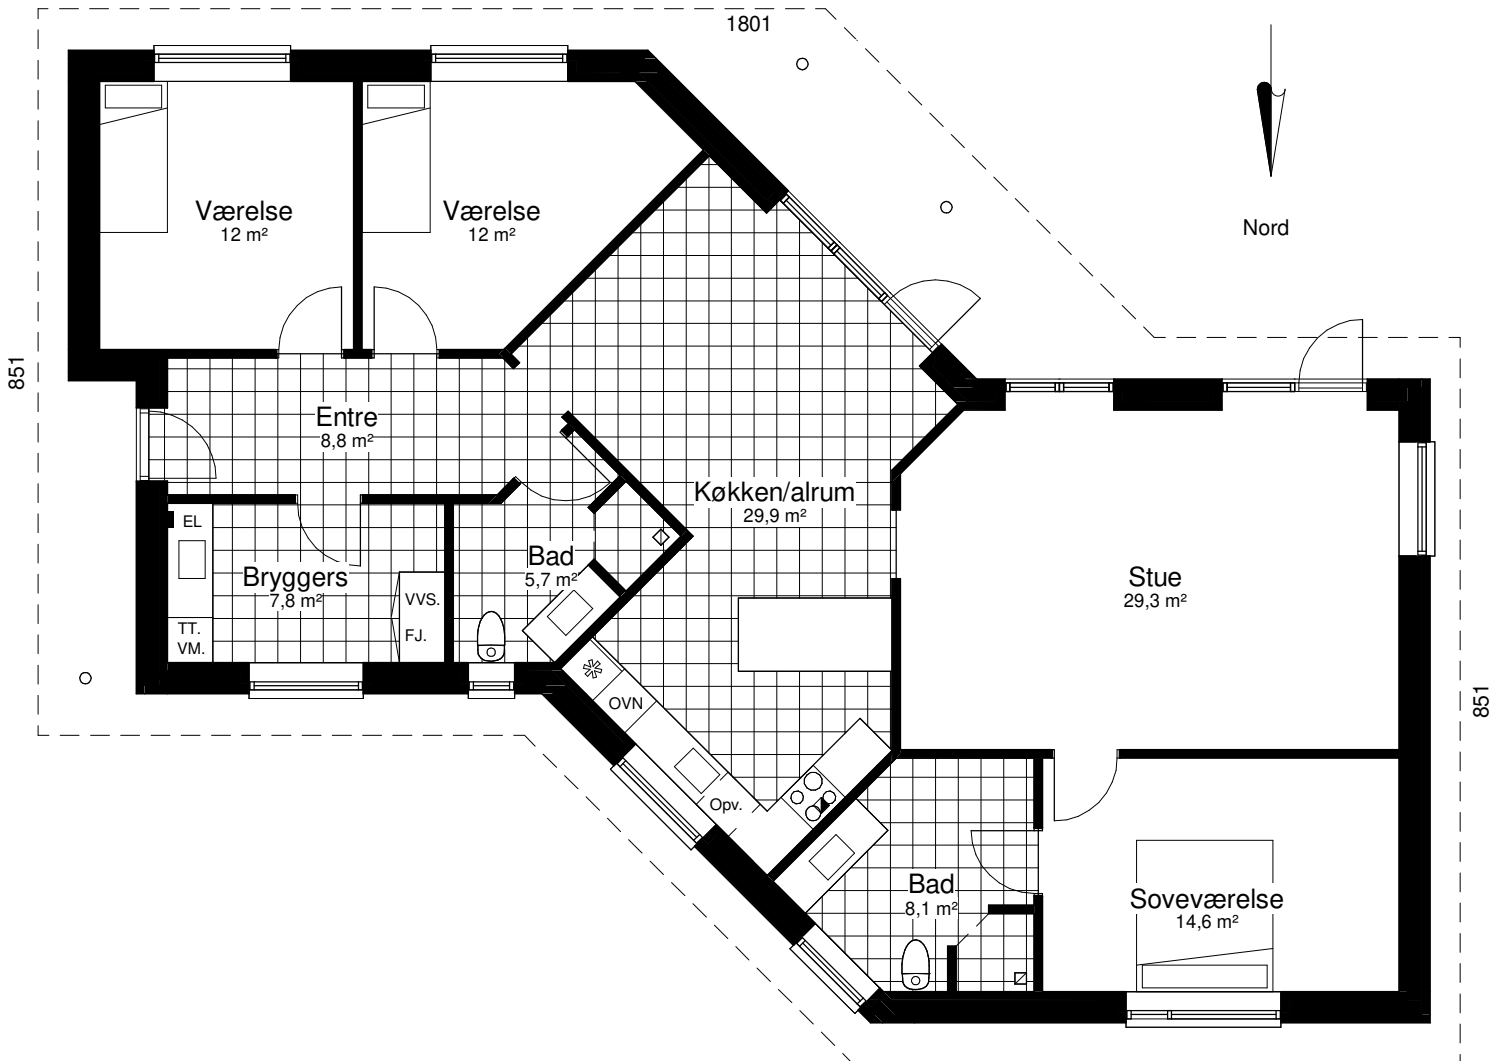 1801
Nord
Værelse
12 m²
Værelse
12 m²
851
Entre
8,8 m²
Køkken/alrum
29,9 m²
EL
Bryggers
7,8 m²
Bad
5,7 m²
Stue
29,3 m²
VVS.
FJ.
TT.
VM.
OVN
851
Opv.
Bad
8,1 m²
Soveværelse
14,6 m²